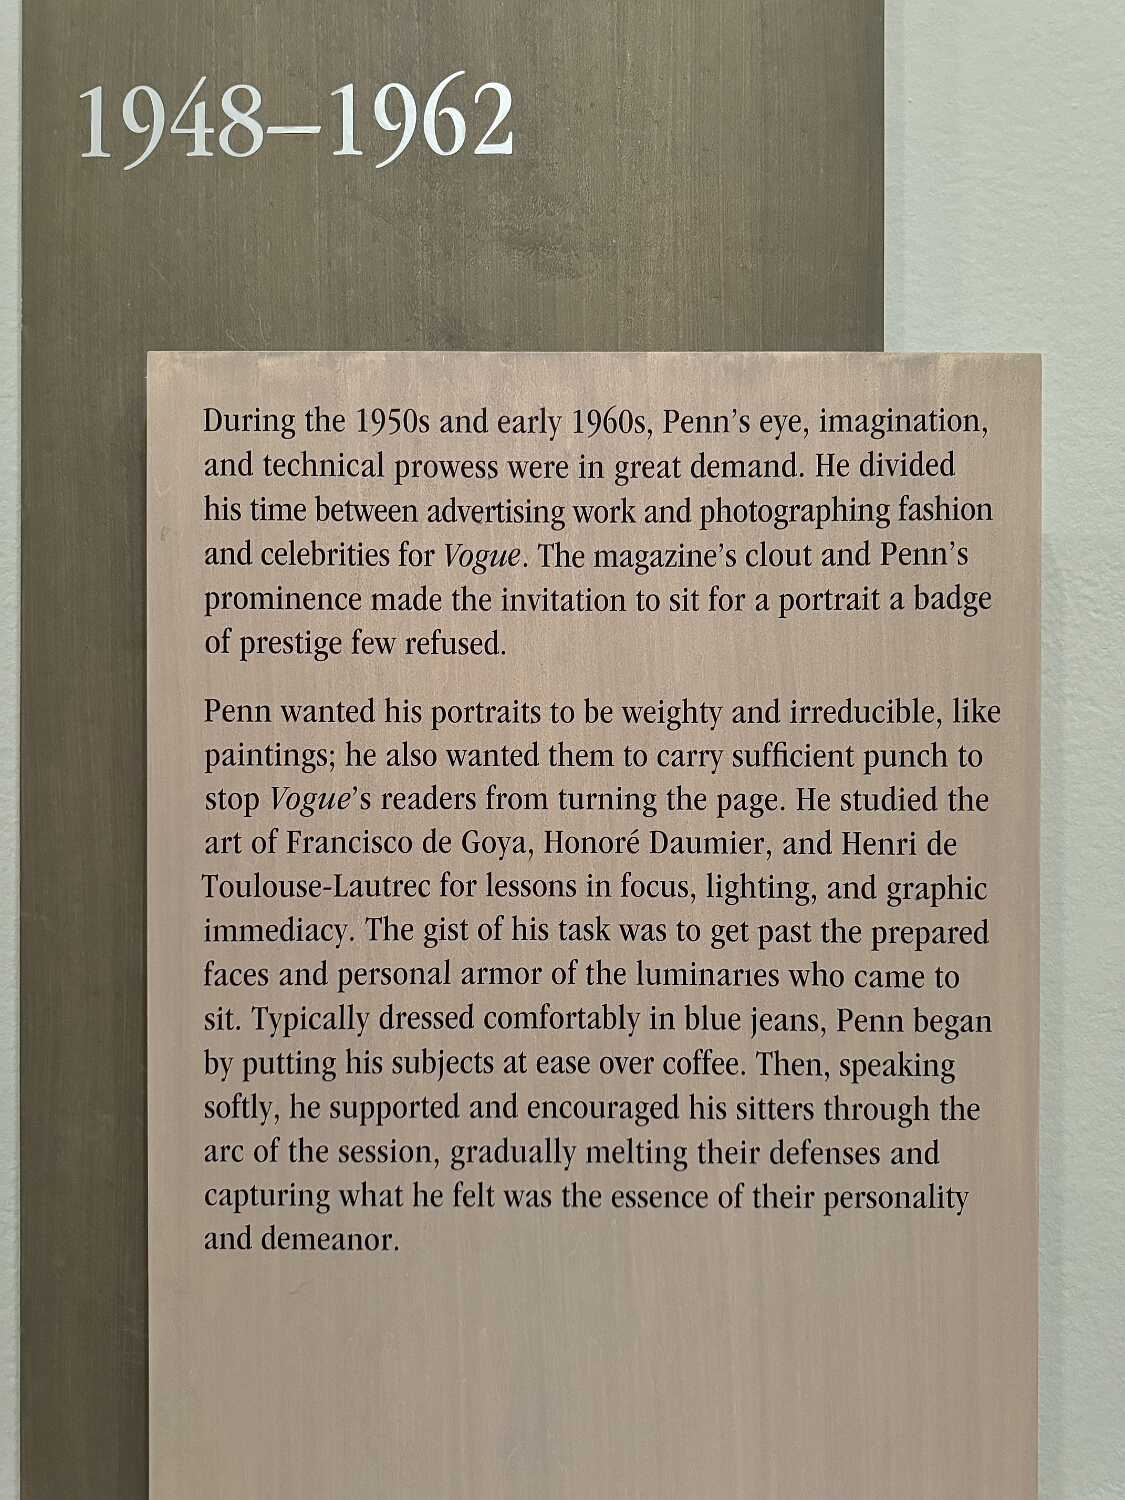 1948–1962
During the 1950s and early 1960s, Penn’s eye, imagination,
and technical prowess were in great demand. He divided
his time between advertising work and photographing fashion
and celebrities for Vogue. The magazine’s clout and Penn’s
prominence made the invitation to sit for a portrait a badge
of prestige few refused.
Penn wanted his portraits to be weighty and irreducible, like
paintings; he also wanted them to carry sufficient punch to
stop Vogue’s readers from turning the page. He studied the
art of Francisco de Goya, Honoré Daumier, and Henri de
Toulouse-Lautrec for lessons in focus, lighting, and graphic
immediacy. The gist of his task was to get past the prepared
faces and personal armor of the luminaries who came to
sit. Typically dressed comfortably in blue jeans, Penn began
by putting his subjects at ease over coffee. Then, speaking
softly, he supported and encouraged his sitters through the
arc of the session, gradually melting their defenses and
capturing what he felt was the essence of their personality
and demeanor.